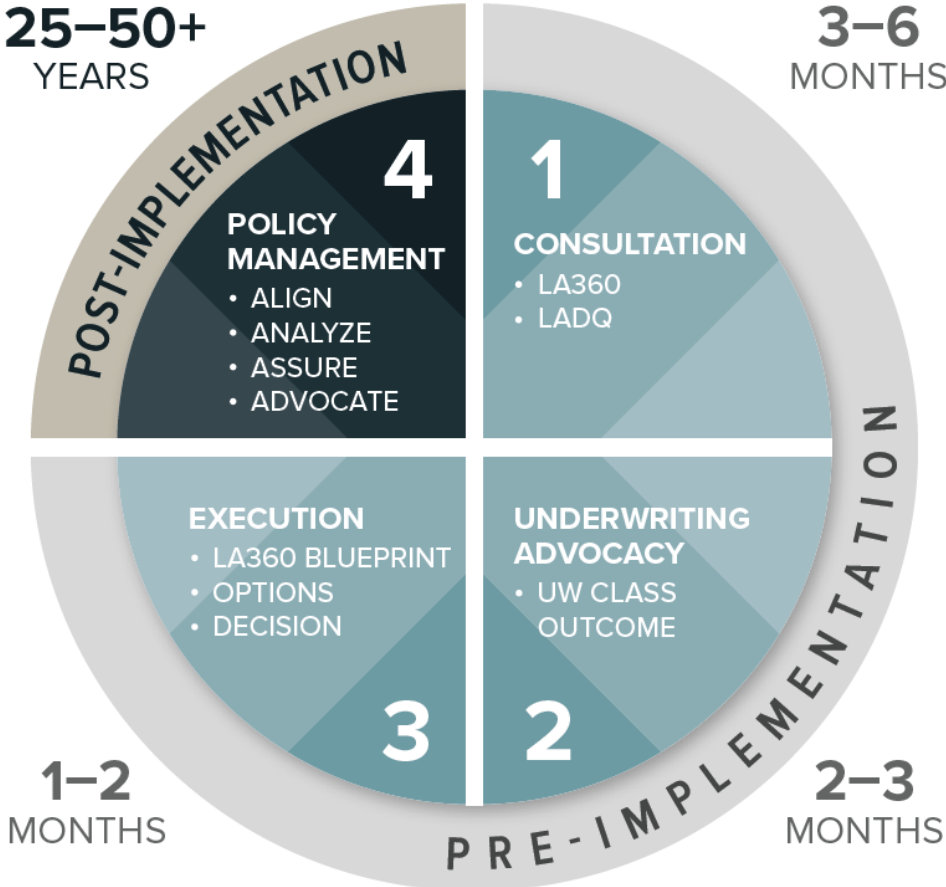 25–50+
YEARS
3–6
MONTHS
POST-IMPLEMENTATION
4
POLICY
MANAGEMENT
• ALIGN
• ANALYZE
• ASSURE
• ADVOCATE
1
CONSULTATION
• LA360
• LADQ
EXECUTION
• LA360 BLUEPRINT
• OPTIONS
• DECISION
3
UNDERWRITING
ADVOCACY
• UW CLASS
OUTCOME
2
PRE-IMPLEMENTATION
1–2
MONTHS
2–3
MONTHS